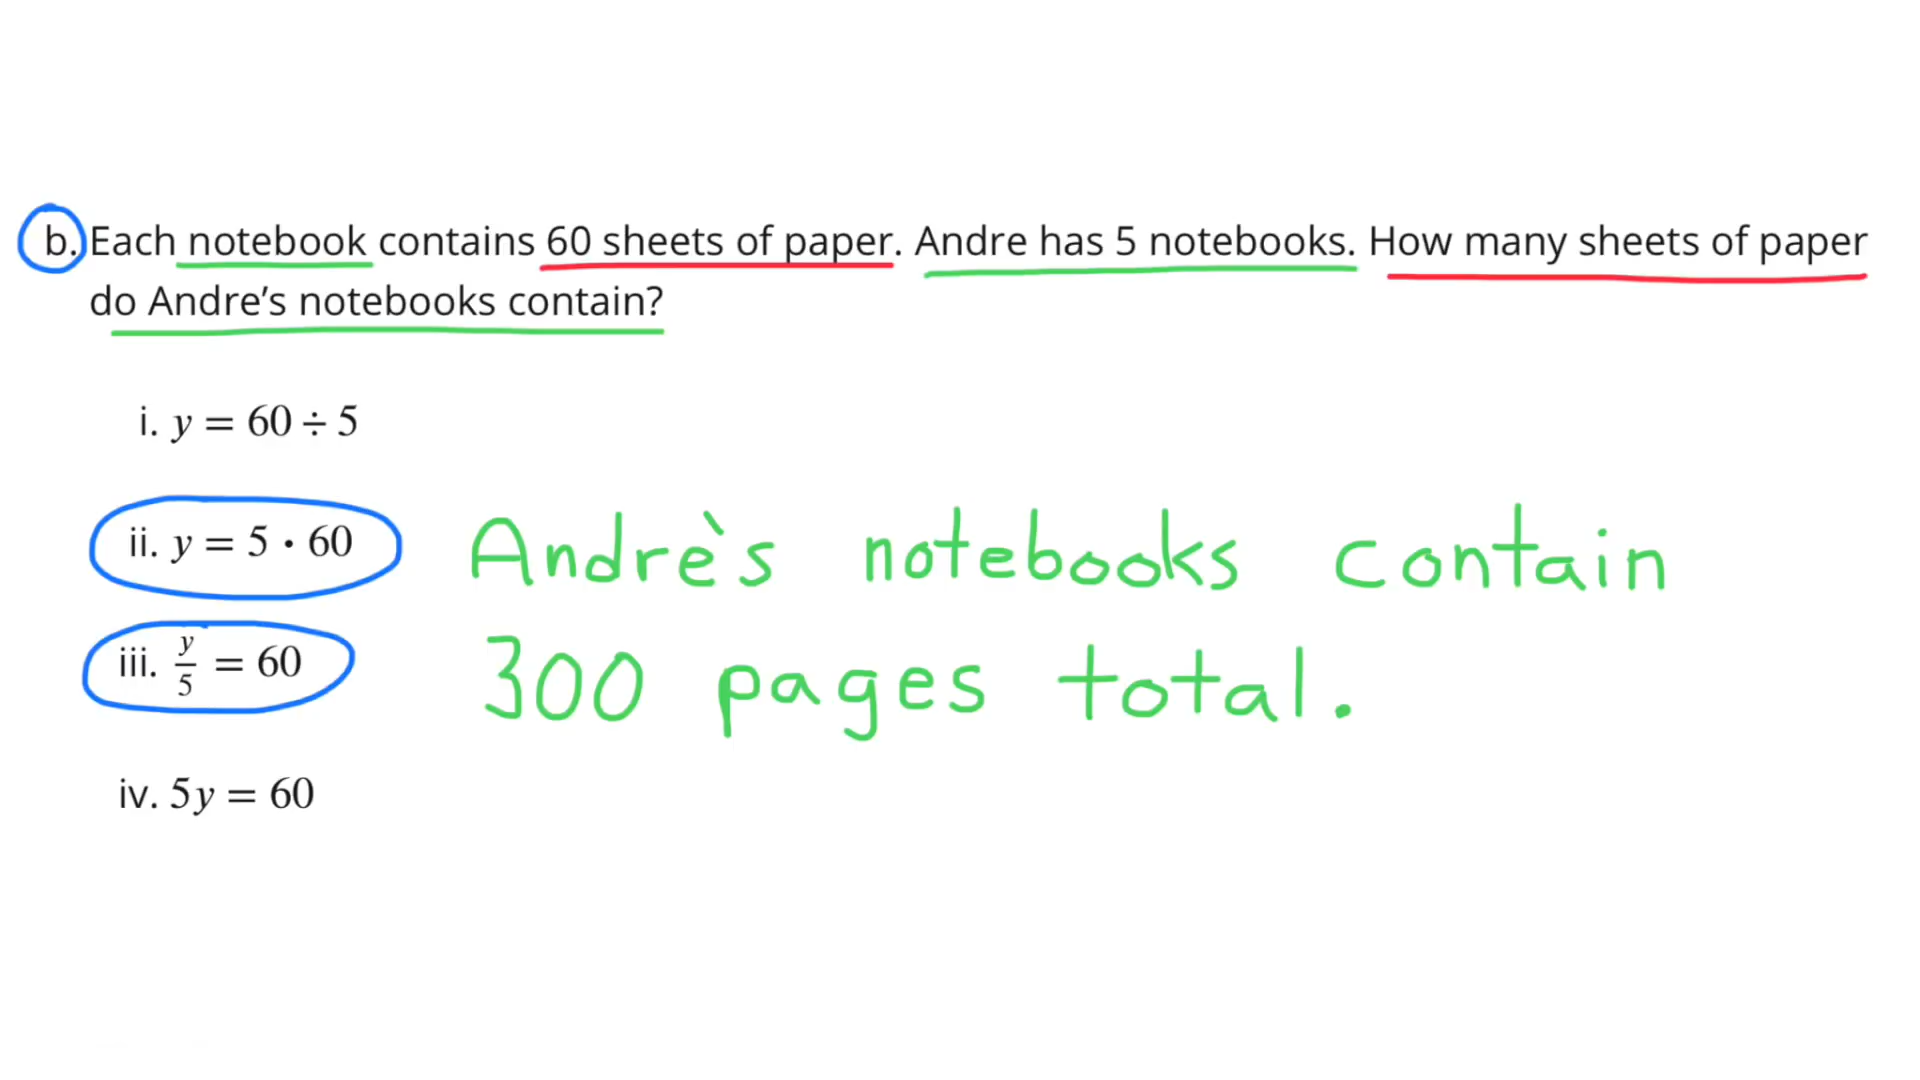 b. Each notebook contains 60 sheets of paper. Andre has 5 notebooks. How many sheets of paper
do Andre’s notebooks contain?
i. y = 60 ÷ 5
ii. y = 5 · 60
iii. y/5 = 60
iv. 5y = 60
Andre`s notebooks contain
300 pages total.